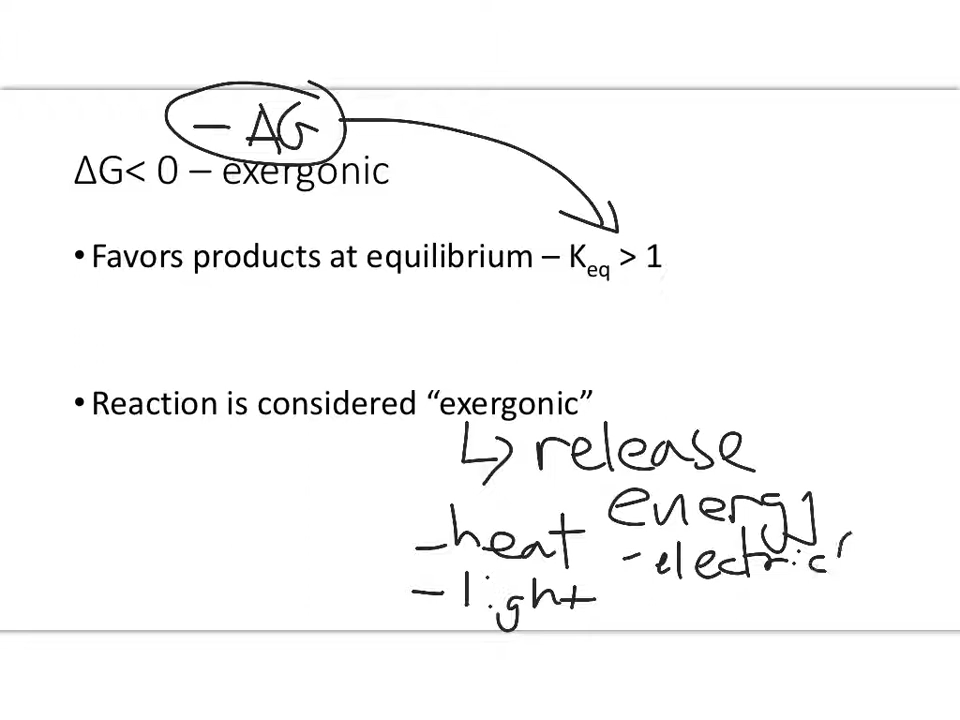 - ΔG
ΔG< 0 – exergonic
• Favors products at equilibrium – Keq > 1
• Reaction is considered “exergonic”
↳ release
energy
- heat
- electric
- light